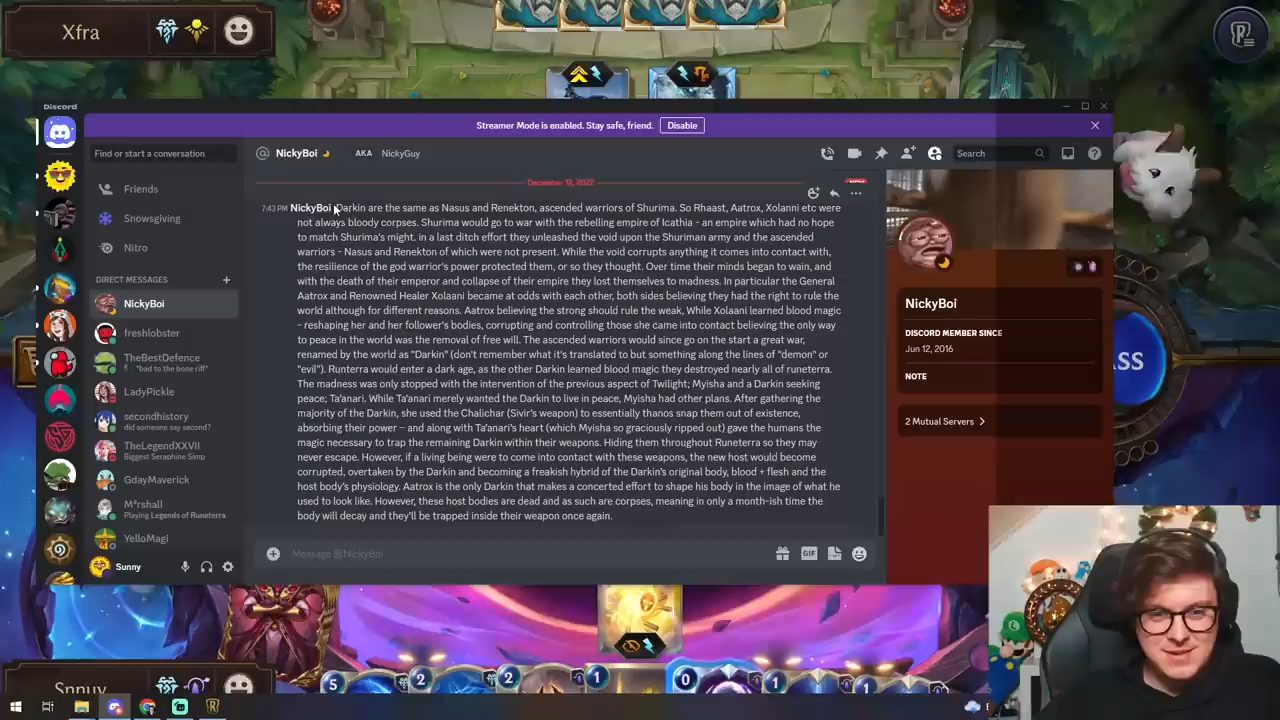 Xfra
Discord
Streamer Mode is enabled. Stay safe, friend.
Disable
Find or start a conversation
NickyBoi
AKA
NickyGuy
Search
Friends
Snowsgiving
Nitro
DIRECT MESSAGES
NickyBoi
freshlobster
TheBestDefence
"bad to the bone riff"
LadyPickle
secondhistory
did someone say second?
TheLegendXXVII
Biggest Seraphine Simp
GdayMaverick
M*rshall
Playing Legends of Runeterra
YelloMagi
Sunny
December 12, 2022
NEW
7:43 PM NickyBoi Darkin are the same as Nasus and Renekton, ascended warriors of Shurima. So Rhaast, Aatrox, Xolanni etc were
not always bloody corpses. Shurima would go to war with the rebelling empire of Icathia - an empire which had no hope
to match Shurima's might. in a last ditch effort they unleashed the void upon the Shuriman army and the ascended
warriors - Nasus and Renekton of which were not present. While the void corrupts anything it comes into contact with,
the resilience of the god warrior's power protected them, or so they thought. Over time their minds began to wain, and
with the death of their emperor and collapse of their empire they lost themselves to madness. In particular the General
Aatrox and Renowned Healer Xolaani became at odds with each other, both sides believing they had the right to rule the
world although for different reasons. Aatrox believing the strong should rule the weak, While Xolaani learned blood magic
- reshaping her and her follower's bodies, corrupting and controlling those she came into contact believing the only way
to peace in the world was the removal of free will. The ascended warriors would since go on the start a great war,
renamed by the world as "Darkin" (don't remember what it's translated to but something along the lines of "demon" or
"evil"). Runeterra would enter a dark age, as the other Darkin learned blood magic they destroyed nearly all of runeterra.
The madness was only stopped with the intervention of the previous aspect of Twilight; Myisha and a Darkin seeking
peace; Ta'anari. While Ta'anari merely wanted the Darkin to live in peace, Myisha had other plans. After gathering the
majority of the Darkin, she used the Chalichar (Sivir's weapon) to essentially thanos snap them out of existence,
absorbing their power – and along with Ta'anari's heart (which Myisha so graciously ripped out) gave the humans the
magic necessary to trap the remaining Darkin within their weapons. Hiding them throughout Runeterra so they may
never escape. However, if a living being were to come into contact with these weapons, the new host would become
corrupted, overtaken by the Darkin and becoming a freakish hybrid of the Darkin's original body, blood + flesh and the
host body's physiology. Aatrox is the only Darkin that makes a concerted effort to shape his body in the image of what he
used to look like. However, these host bodies are dead and as such are corpses, meaning in only a month-ish time the
body will decay and they'll be trapped inside their weapon once again.
Message @NickyBoi
GIF
NickyBoi
DISCORD MEMBER SINCE
Jun 12, 2016
NOTE
2 Mutual Servers
ASS
5
2
2
1
0
1
1